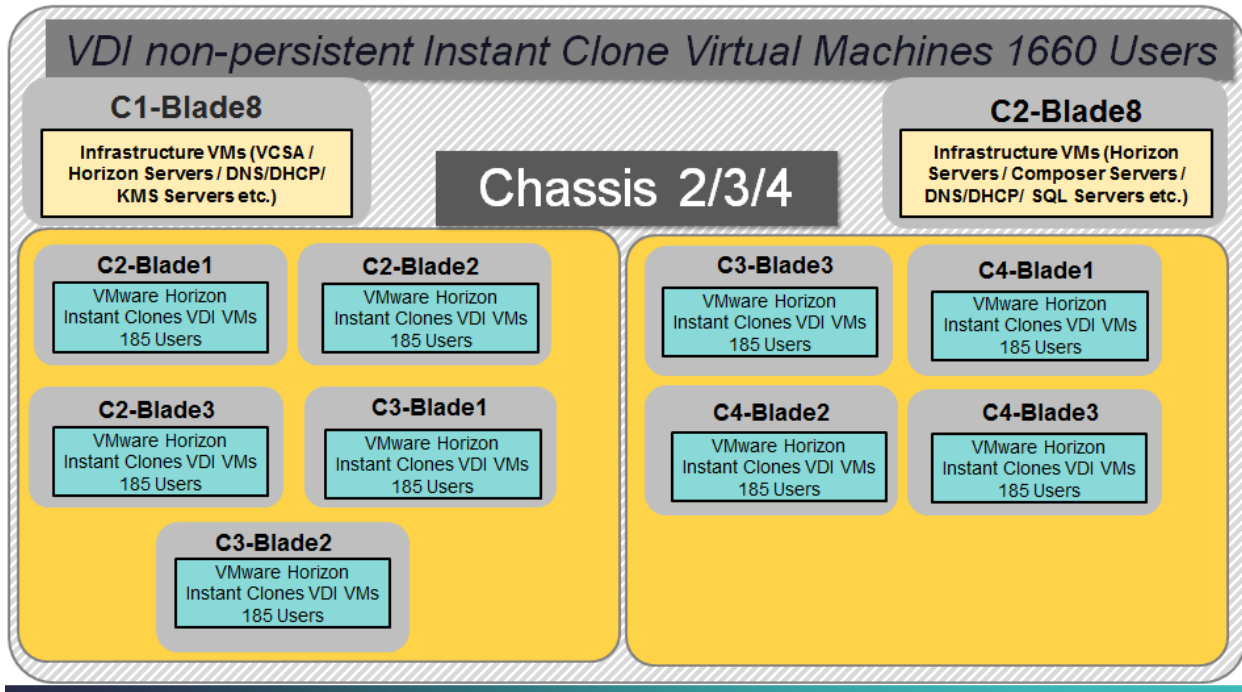 VDI non-persistent Instant Clone Virtual Machines 1660 Users
C1-Blade8
Infrastructure VMs (VCSA /
Horizon Servers / DNS/DHCP/
KMS Servers etc.)
C2-Blade8
Infrastructure VMs (Horizon
Servers / Composer Servers /
DNS/DHCP/ SQL Servers etc.)
Chassis 2/3/4
C2-Blade1
VMware Horizon
Instant Clones VDI VMs
185 Users
C2-Blade2
VMware Horizon
Instant Clones VDI VMs
185 Users
C2-Blade3
VMware Horizon
Instant Clones VDI VMs
185 Users
C3-Blade1
VMware Horizon
Instant Clones VDI VMs
185 Users
C3-Blade2
VMware Horizon
Instant Clones VDI VMs
185 Users
C3-Blade3
VMware Horizon
Instant Clones VDI VMs
185 Users
C4-Blade1
VMware Horizon
Instant Clones VDI VMs
185 Users
C4-Blade2
VMware Horizon
Instant Clones VDI VMs
185 Users
C4-Blade3
VMware Horizon
Instant Clones VDI VMs
185 Users